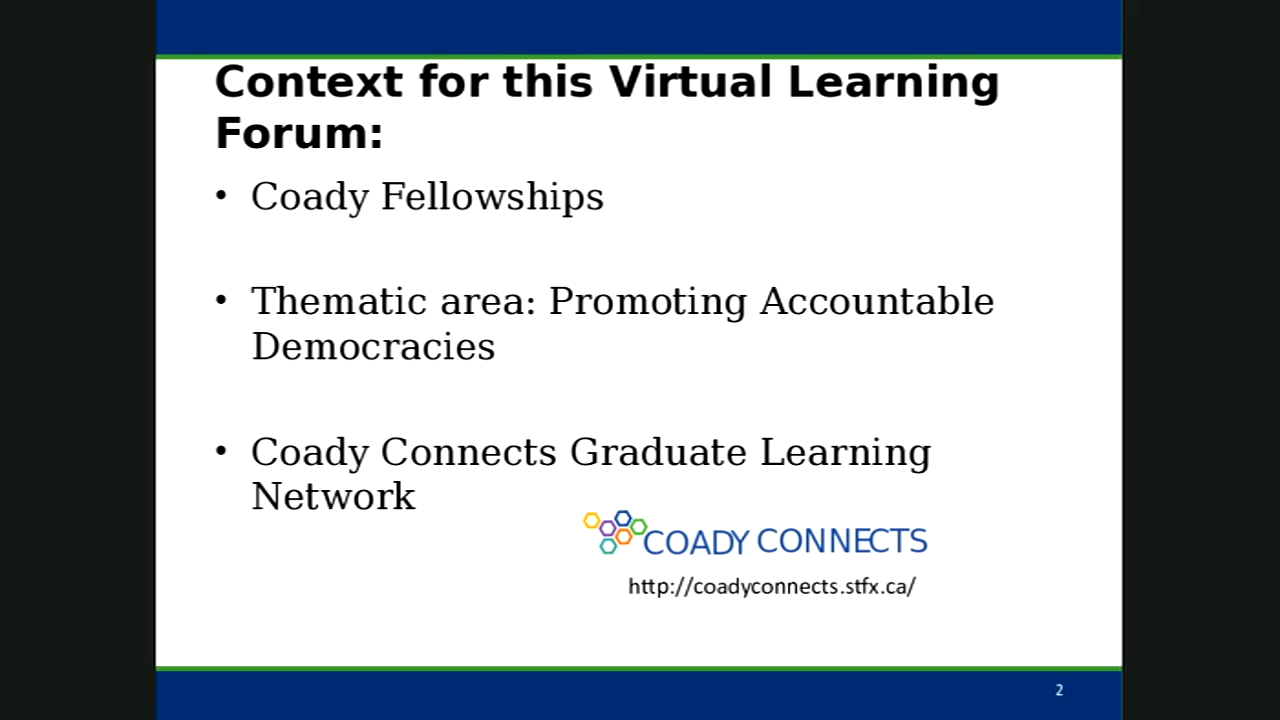 Context for this Virtual Learning
Forum:
• Coady Fellowships
• Thematic area: Promoting Accountable
Democracies
• Coady Connects Graduate Learning
Network
COADY CONNECTS
http://coadyconnects.stfx.ca/
2